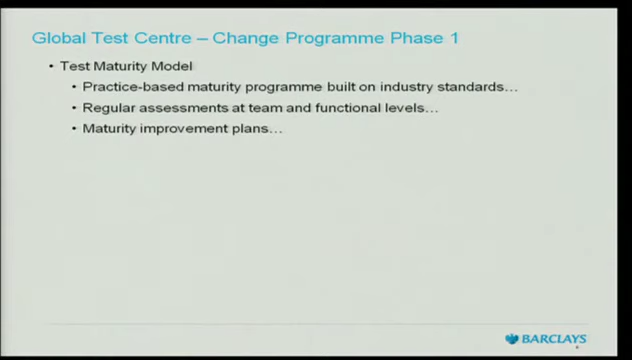 Global Test Centre – Change Programme Phase 1
• Test Maturity Model
• Practice-based maturity programme built on industry standards…
• Regular assessments at team and functional levels…
• Maturity improvement plans…
BARCLAYS